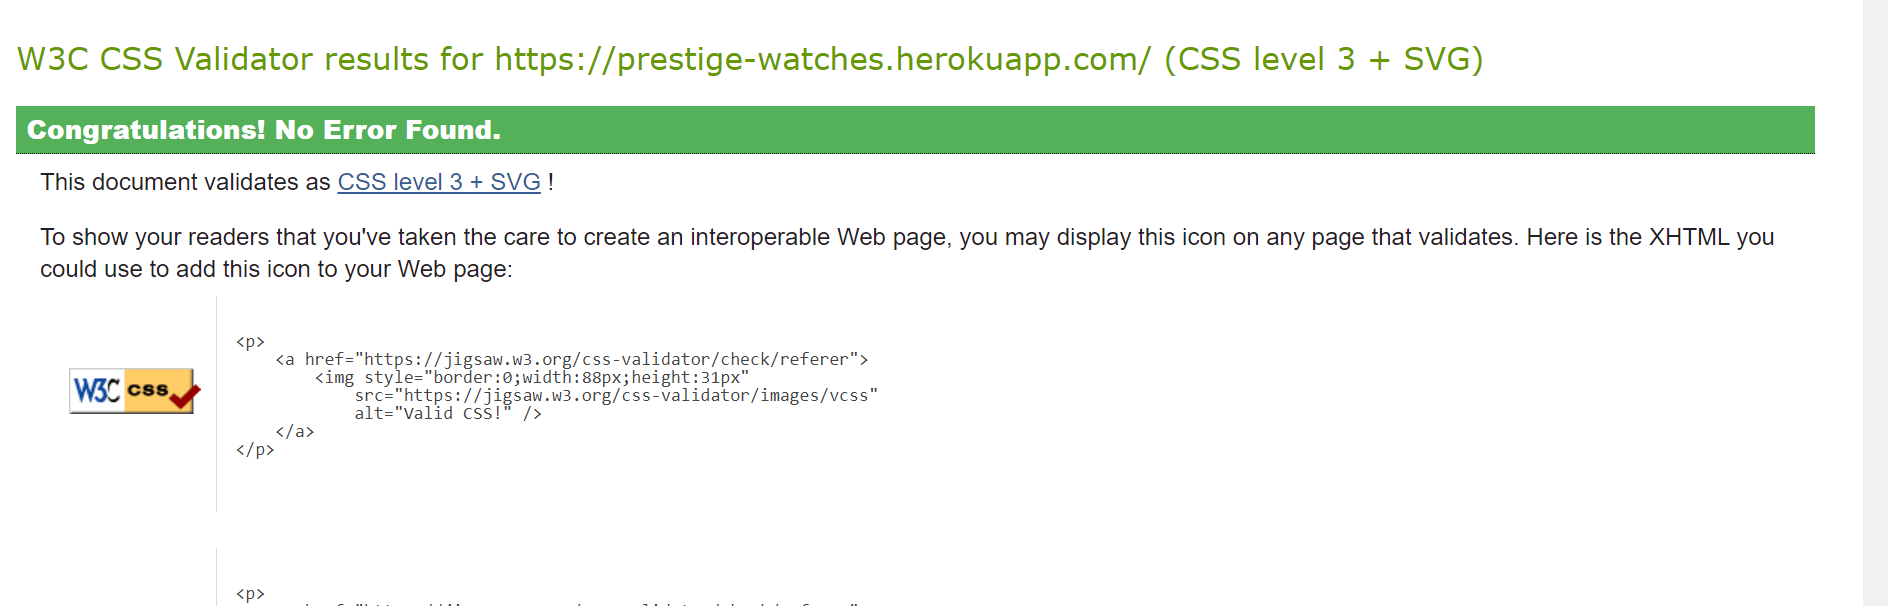 W3C CSS Validator results for https://prestige-watches.herokuapp.com/ (CSS level 3 + SVG)
Congratulations! No Error Found.
This document validates as CSS level 3 + SVG !
To show your readers that you've taken the care to create an interoperable Web page, you may display this icon on any page that validates. Here is the XHTML you
could use to add this icon to your Web page:
W3C css
<p>
    <a href="https://jigsaw.w3.org/css-validator/check/referer">
        <img style="border:0;width:88px;height:31px"
            src="https://jigsaw.w3.org/css-validator/images/vcss"
            alt="Valid CSS!" />
    </a>
</p>
<p>